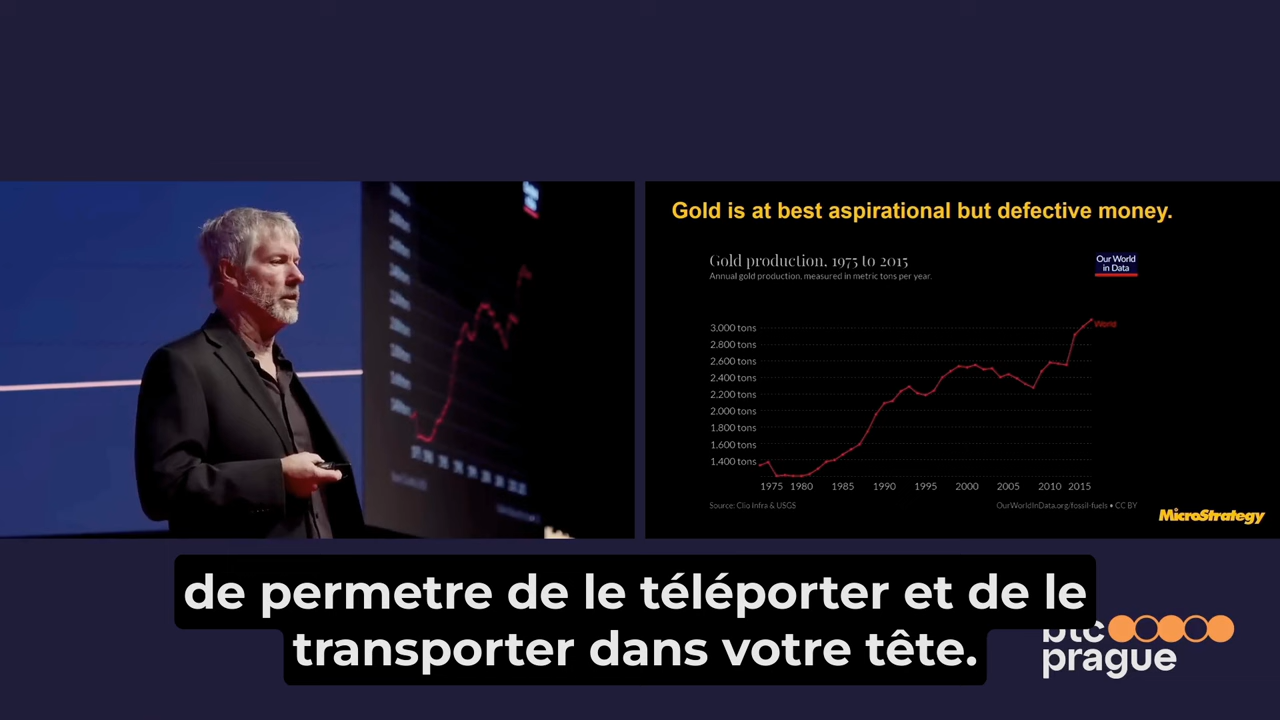 Gold is at best aspirational but defective money.
Gold production, 1975 to 2015
Annual gold production, measured in metric tons per year.
Our World
in Data
World
3,000 tons
2,800 tons
2,600 tons
2,400 tons
2,200 tons
2,000 tons
1,800 tons
1,600 tons
1,400 tons
1975 1980 1985 1990 1995 2000 2005 2010 2015
Source: Clio Infra & USGS
OurWorldInData.org/fossil-fuels • CC BY
MicroStrategy
de permetre de le téléporter et de le
transporter dans votre tête.
btc
prague